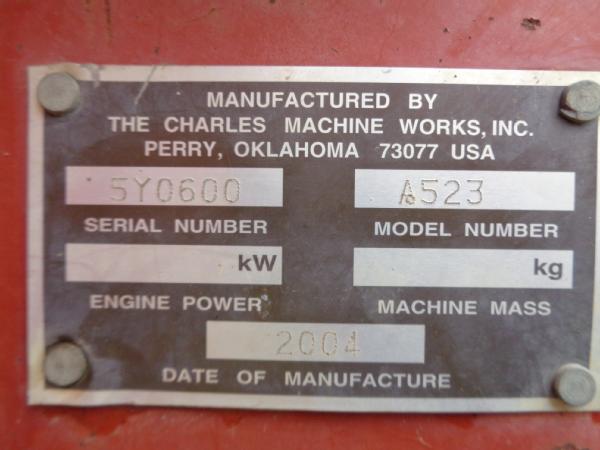 MANUFACTURED BY
THE CHARLES MACHINE WORKS, INC.
PERRY, OKLAHOMA 73077 USA
5Y0600 A523
SERIAL NUMBER MODEL NUMBER
kW kg
ENGINE POWER MACHINE MASS
2004
DATE OF MANUFACTURE